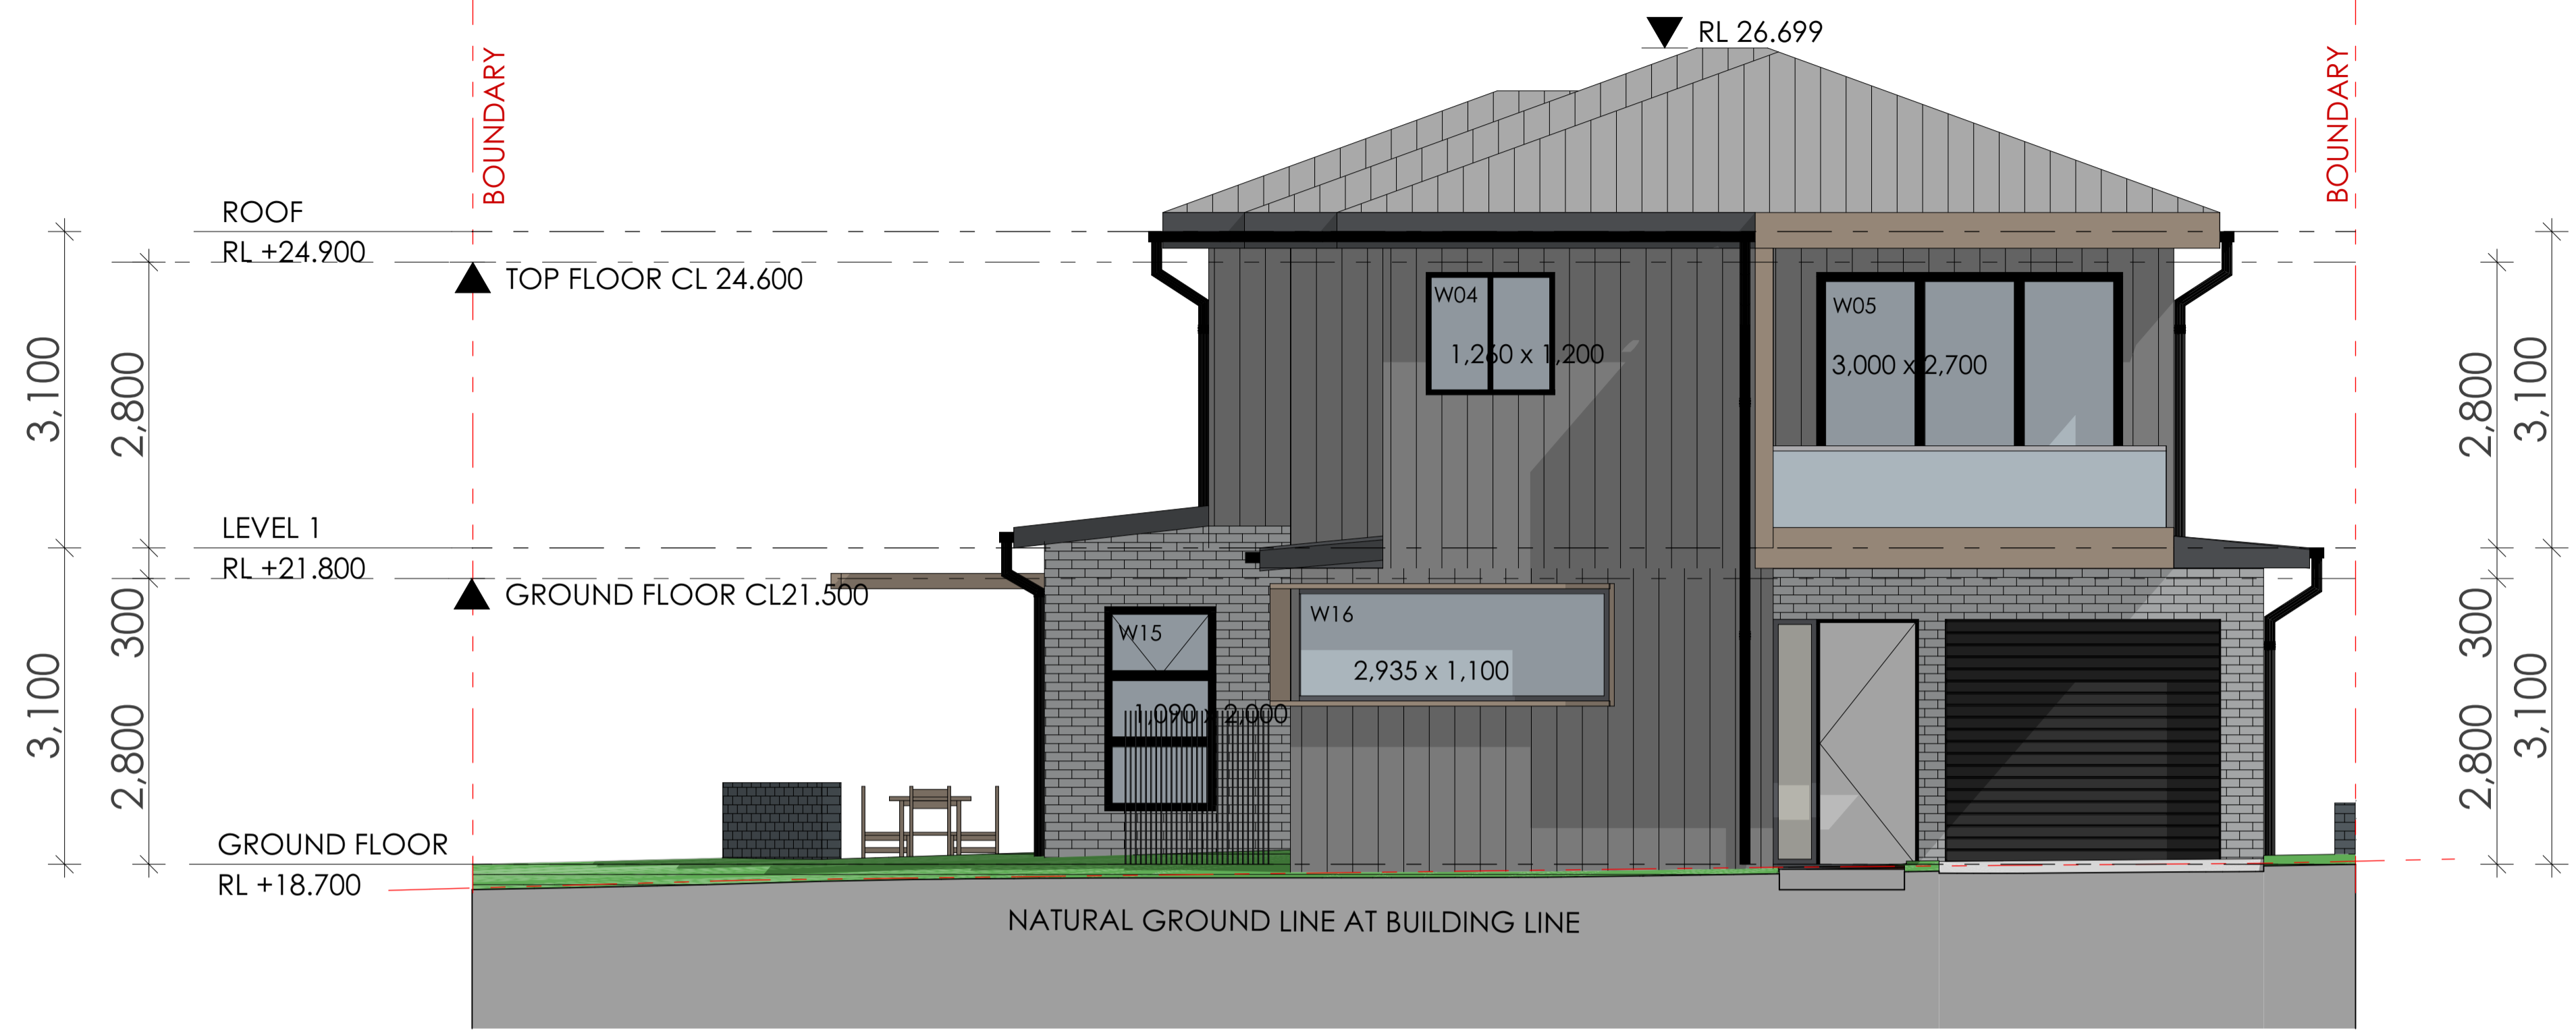 RL 26.699
BOUNDARY
BOUNDARY
ROOF
RL +24.900
TOP FLOOR CL 24.600
W04
1,260 x 1,200
W05
3,000 x 2,700
3,100
2,800
2,800
3,100
LEVEL 1
RL +21.800
GROUND FLOOR CL21.500
W15
1,090 x 2,000
W16
2,935 x 1,100
300
300
3,100
2,800
2,800
3,100
GROUND FLOOR
RL +18.700
NATURAL GROUND LINE AT BUILDING LINE